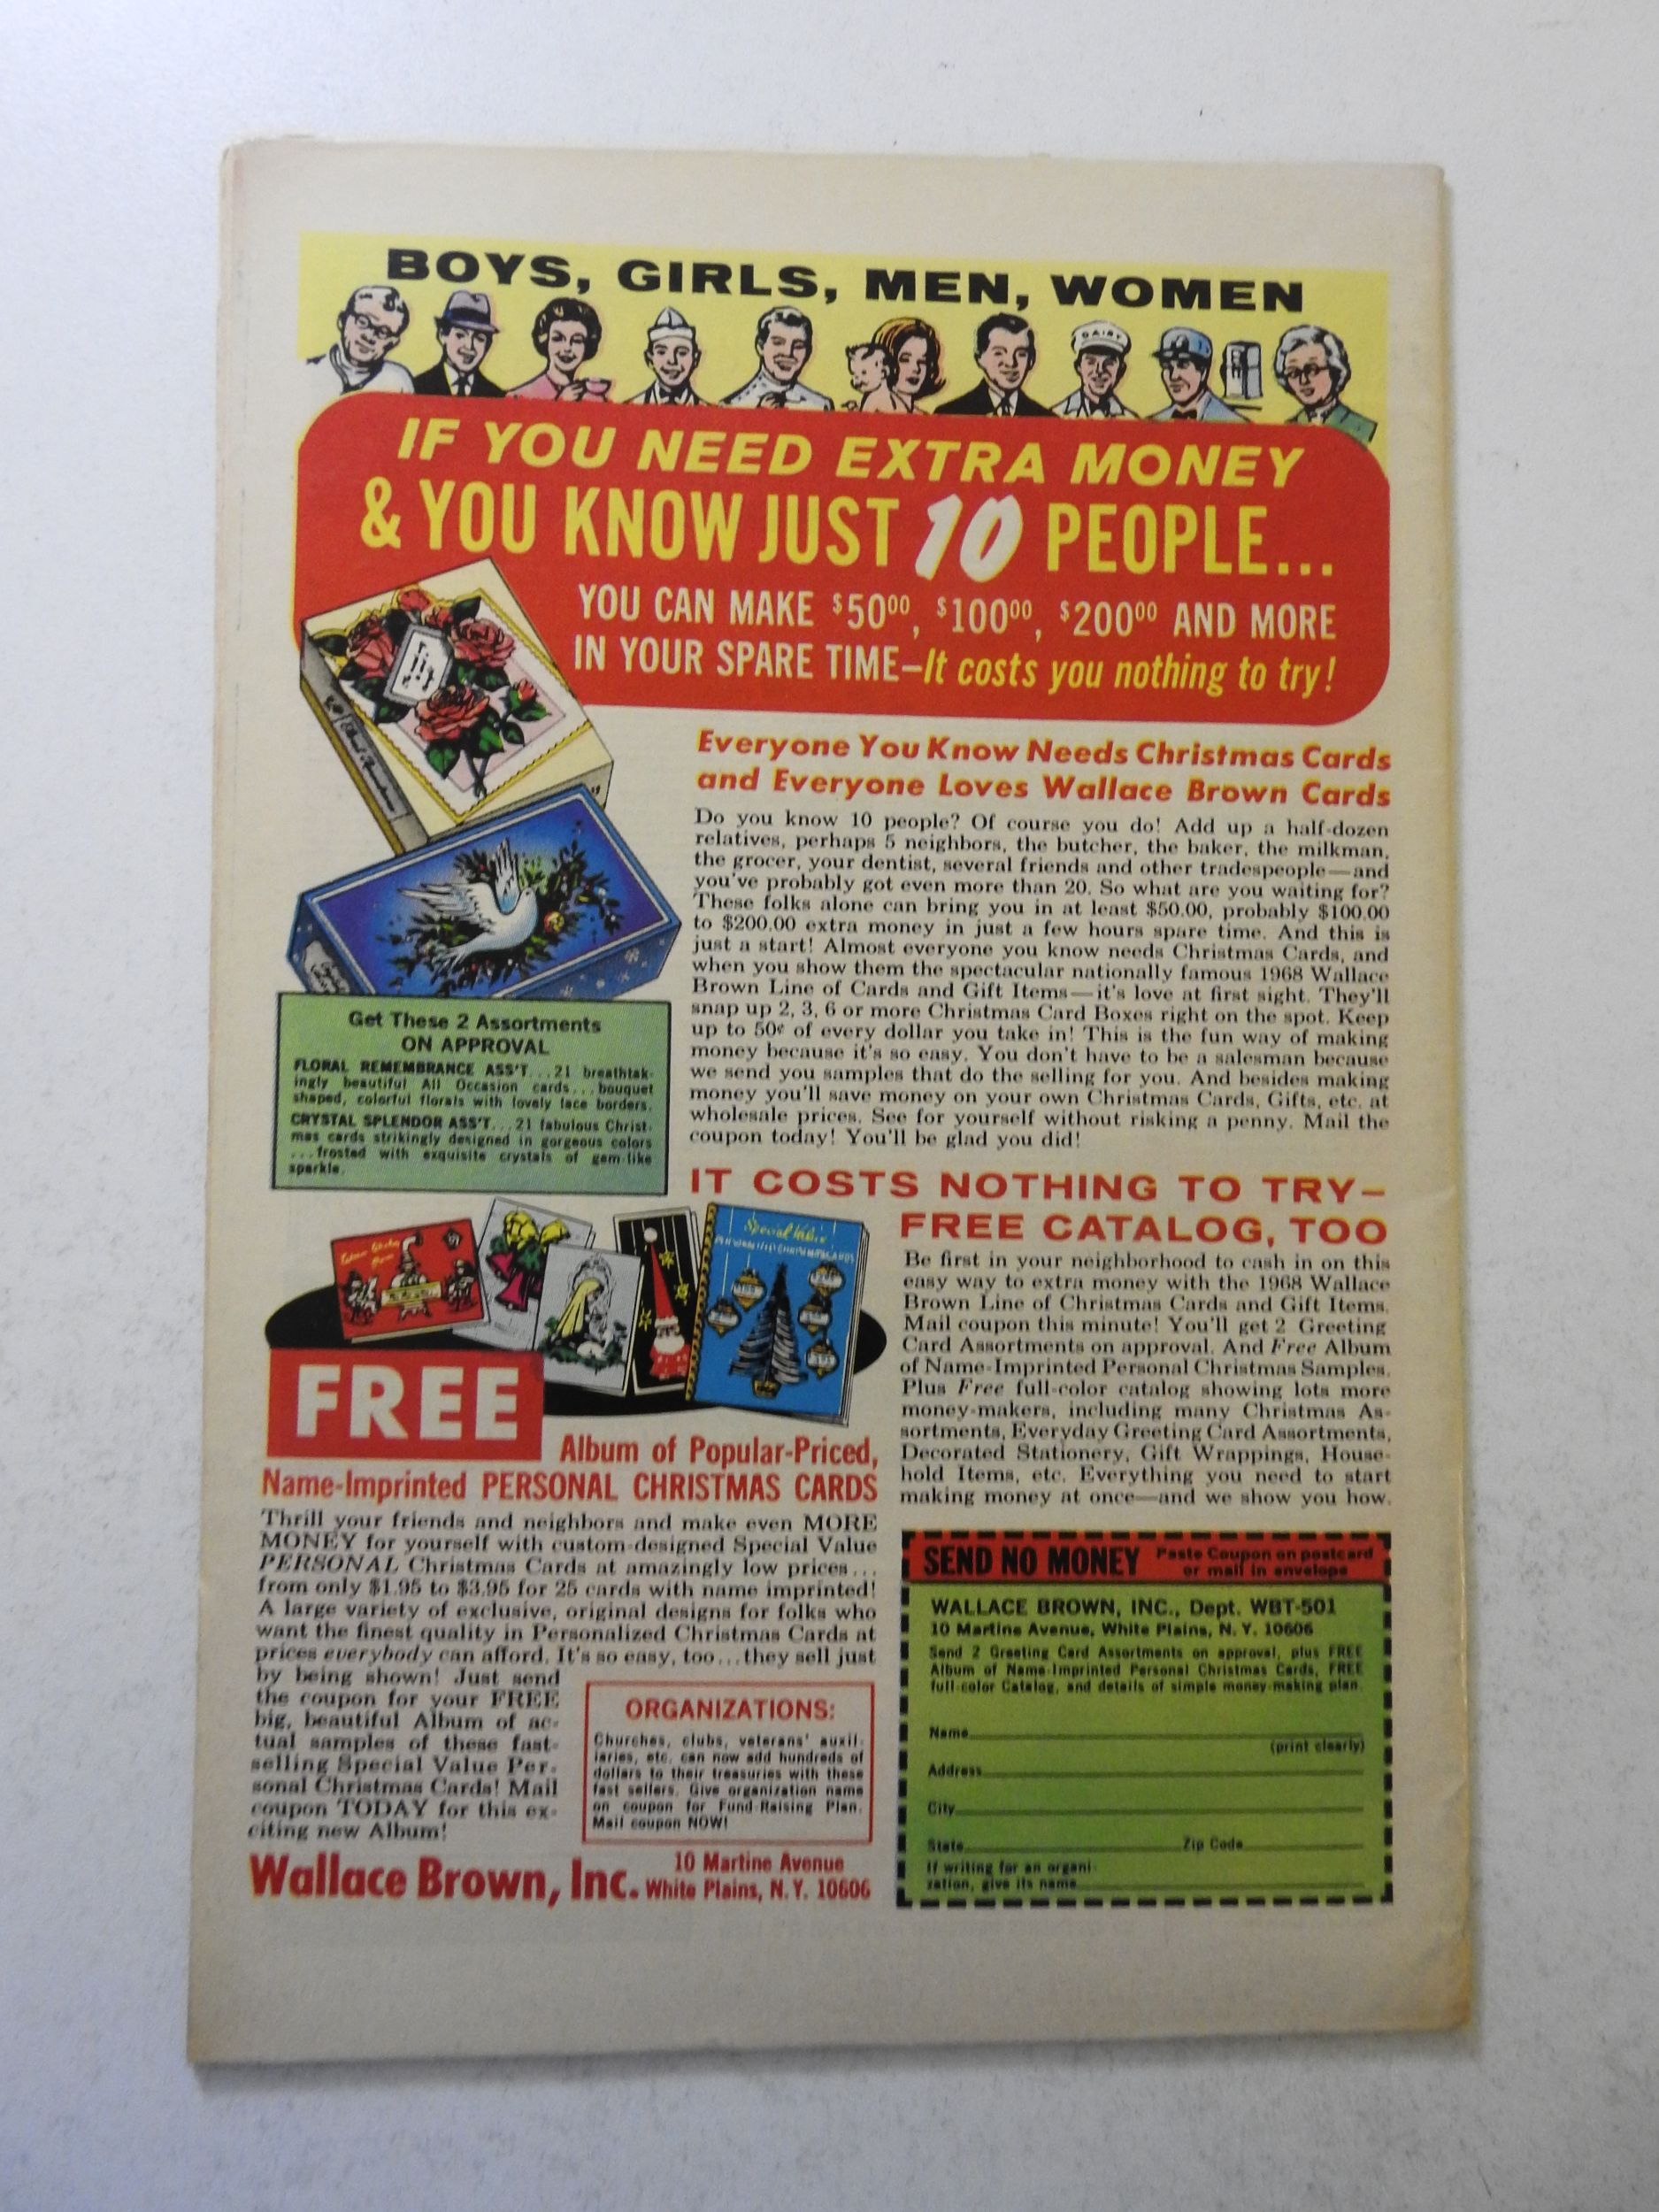 BOYS, GIRLS, MEN, WOMEN
DAIRY
IF YOU NEED EXTRA MONEY
& YOU KNOW JUST 10 PEOPLE...
YOU CAN MAKE $50⁰⁰, $100⁰⁰, $200⁰⁰ AND MORE
IN YOUR SPARE TIME—It costs you nothing to try!
Everyone You Know Needs Christmas Cards
and Everyone Loves Wallace Brown Cards
Do you know 10 people? Of course you do! Add up a half-dozen
relatives, perhaps 5 neighbors, the butcher, the baker, the milkman,
the grocer, your dentist, several friends and other tradespeople—and
you've probably got even more than 20. So what are you waiting for?
These folks alone can bring you in at least $50.00, probably $100.00
to $200.00 extra money in just a few hours spare time. And this is
just a start! Almost everyone you know needs Christmas Cards, and
when you show them the spectacular nationally famous 1968 Wallace
Brown Line of Cards and Gift Items—it's love at first sight. They'll
snap up 2, 3, 6 or more Christmas Card Boxes right on the spot. Keep
up to 50¢ of every dollar you take in! This is the fun way of making
money because it's so easy. You don't have to be a salesman because
we send you samples that do the selling for you. And besides making
money you'll save money on your own Christmas Cards, Gifts, etc. at
wholesale prices. See for yourself without risking a penny. Mail the
coupon today! You'll be glad you did!
Get These 2 Assortments
ON APPROVAL
FLORAL REMEMBRANCE ASS'T...21 breathtak-
ingly beautiful All Occasion cards...bouquet
shaped, colorful florals with lovely lace borders.
CRYSTAL SPLENDOR ASS'T...21 fabulous Christ-
mas cards strikingly designed in gorgeous colors
...frosted with exquisite crystals of gem-like
sparkle.
IT COSTS NOTHING TO TRY—
FREE CATALOG, TOO
Be first in your neighborhood to cash in on this
easy way to extra money with the 1968 Wallace
Brown Line of Christmas Cards and Gift Items.
Mail coupon this minute! You'll get 2 Greeting
Card Assortments on approval. And Free Album
of Name-Imprinted Personal Christmas Samples.
Plus Free full-color catalog showing lots more
money-makers, including many Christmas As-
sortments, Everyday Greeting Card Assortments,
Decorated Stationery, Gift Wrappings, House-
hold Items, etc. Everything you need to start
making money at once—and we show you how.
Special Value
PERSONALIZED CHRISTMAS CARDS
FREE
Album of Popular-Priced,
Name-Imprinted PERSONAL CHRISTMAS CARDS
Thrill your friends and neighbors and make even MORE
MONEY for yourself with custom-designed Special Value
PERSONAL Christmas Cards at amazingly low prices...
from only $1.95 to $3.95 for 25 cards with name imprinted!
A large variety of exclusive, original designs for folks who
want the finest quality in Personalized Christmas Cards at
prices everybody can afford. It's so easy, too...they sell just
by being shown! Just send
the coupon for your FREE
big, beautiful Album of ac-
tual samples of these fast-
selling Special Value Per-
sonal Christmas Cards! Mail
coupon TODAY for this ex-
citing new Album!
ORGANIZATIONS:
Churches, clubs, veterans' auxil-
iaries, etc. can now add hundreds of
dollars to their treasuries with these
fast sellers. Give organization name
on coupon for Fund-Raising Plan.
Mail coupon NOW!
Wallace Brown, Inc. 10 Martine Avenue
White Plains, N.Y. 10606
SEND NO MONEY Paste Coupon on postcard
or mail in envelope
WALLACE BROWN, INC., Dept. WBT-501
10 Martine Avenue, White Plains, N.Y. 10606
Send 2 Greeting Card Assortments on approval, plus FREE
Album of Name-Imprinted Personal Christmas Cards, FREE
full-color Catalog, and details of simple money-making plan.
Name
(print clearly)
Address
City
State Zip Code
If writing for an organi-
zation, give its name